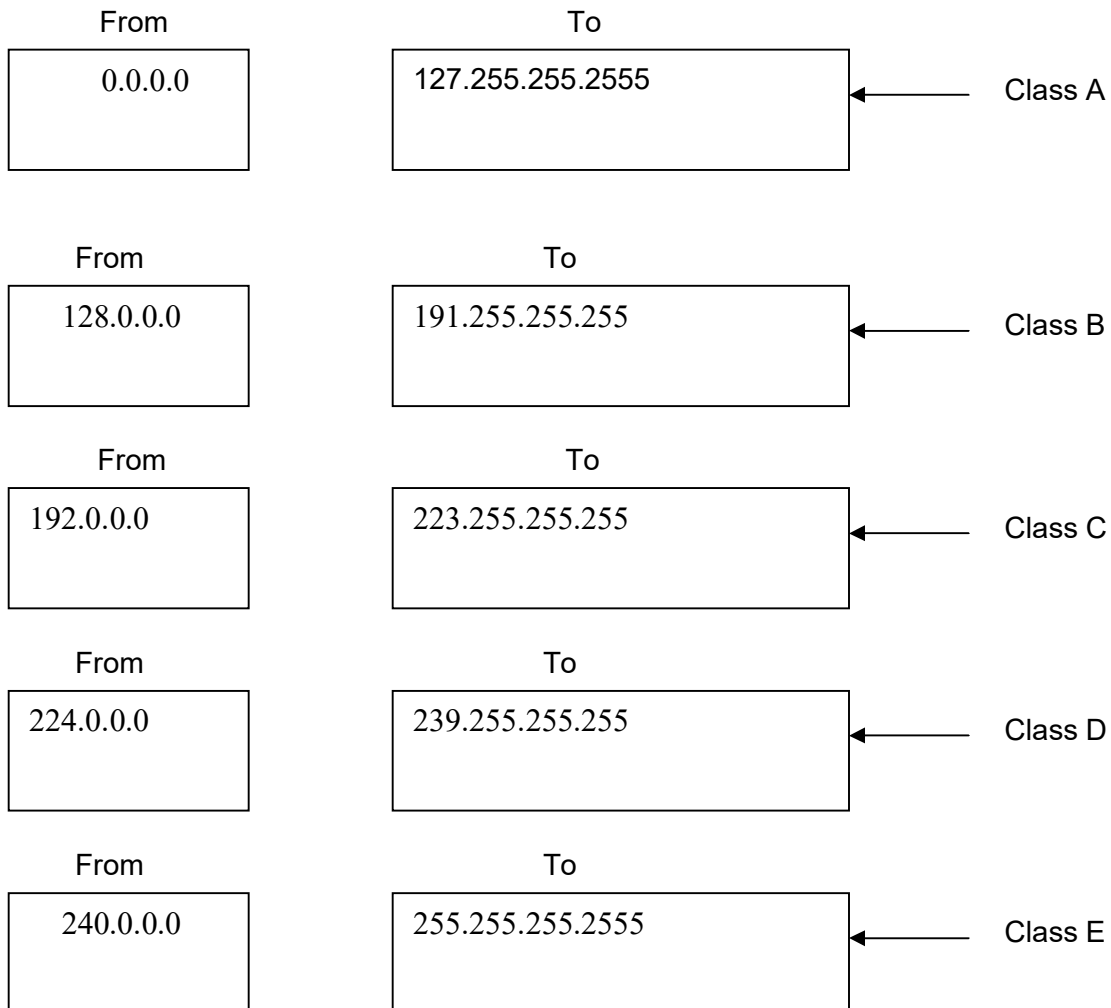 From To
0.0.0.0 127.255.255.2555 Class A
From To
128.0.0.0 191.255.255.255 Class B
From To
192.0.0.0 223.255.255.255 Class C
From To
224.0.0.0 239.255.255.255 Class D
From To
240.0.0.0 255.255.255.2555 Class E